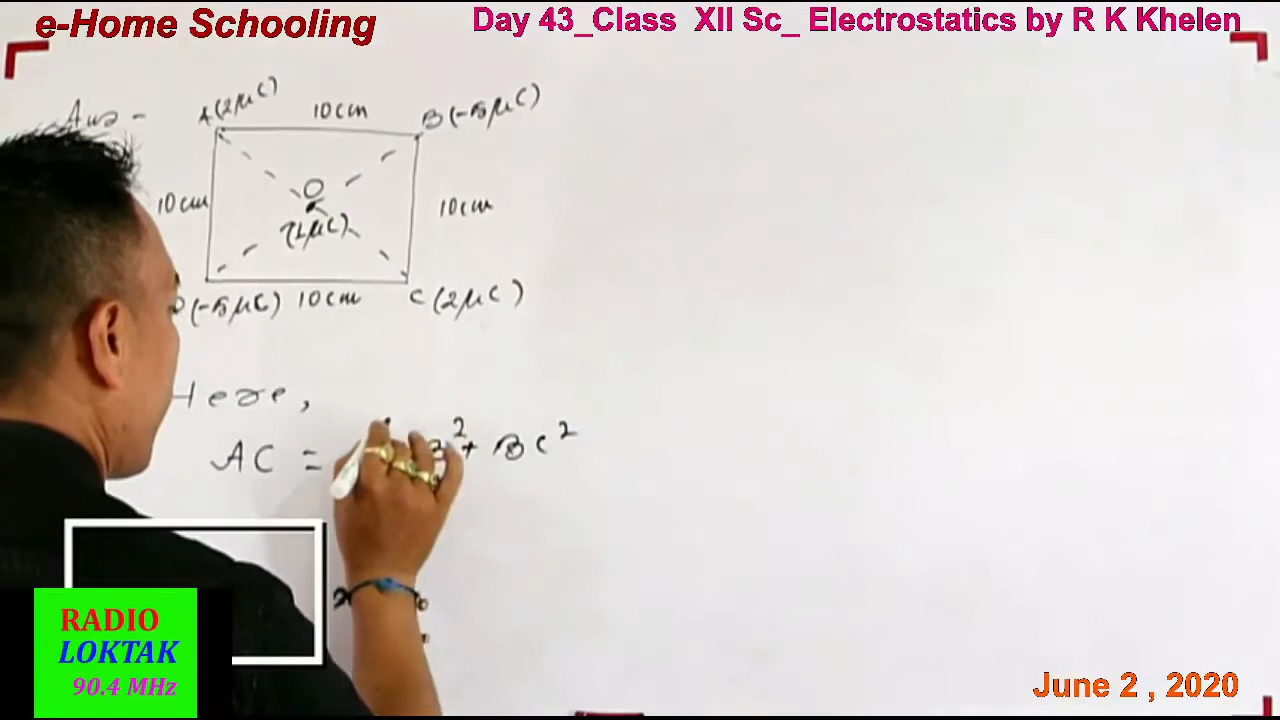 e-Home Schooling
Day 43_Class XII Sc_ Electrostatics by R K Khelen
Ans -
A(2μC)
10cm
B(-5μC)
10cm
O
(1μC)
10cm
(-5μC)
10cm
C(2μC)
Here,
AC =
² + BC²
RADIO
LOKTAK
90.4 MHz
June 2 , 2020